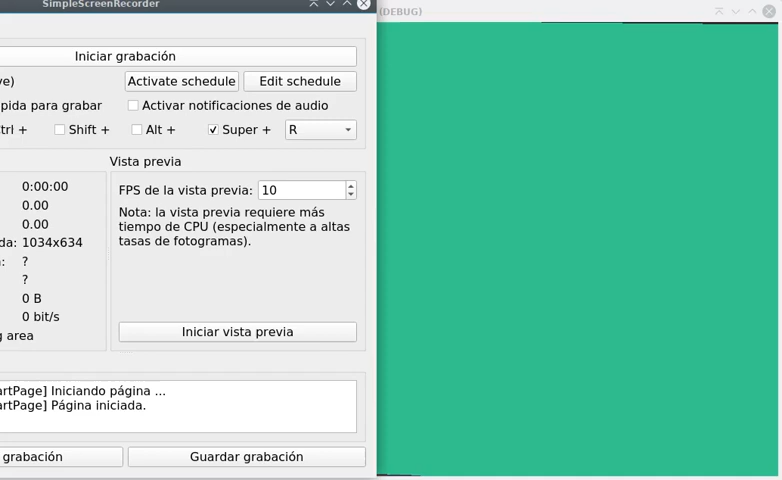 SimpleScreenRecorder
(DEBUG)
Iniciar grabación
ve)
Activate schedule
Edit schedule
pida para grabar
Activar notificaciones de audio
trl +
Shift +
Alt +
Super +
R
Vista previa
0:00:00
0.00
0.00
da: 1034x634
: ?
?
0 B
0 bit/s
g area
FPS de la vista previa: 10
Nota: la vista previa requiere más
tiempo de CPU (especialmente a altas
tasas de fotogramas).
Iniciar vista previa
artPage] Iniciando página ...
artPage] Página iniciada.
grabación
Guardar grabación